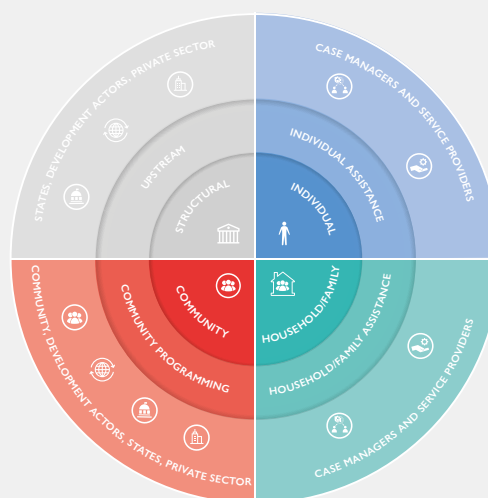 STATES, DEVELOPMENT ACTORS, PRIVATE SECTOR
UPSTREAM
STRUCTURAL
CASE MANAGERS AND SERVICE PROVIDERS
INDIVIDUAL ASSISTANCE
INDIVIDUAL
COMMUNITY
COMMUNITY PROGRAMMING
COMMUNITY, DEVELOPMENT ACTORS, STATES, PRIVATE SECTOR
HOUSEHOLD/FAMILY
HOUSEHOLD/FAMILY ASSISTANCE
CASE MANAGERS AND SERVICE PROVIDERS